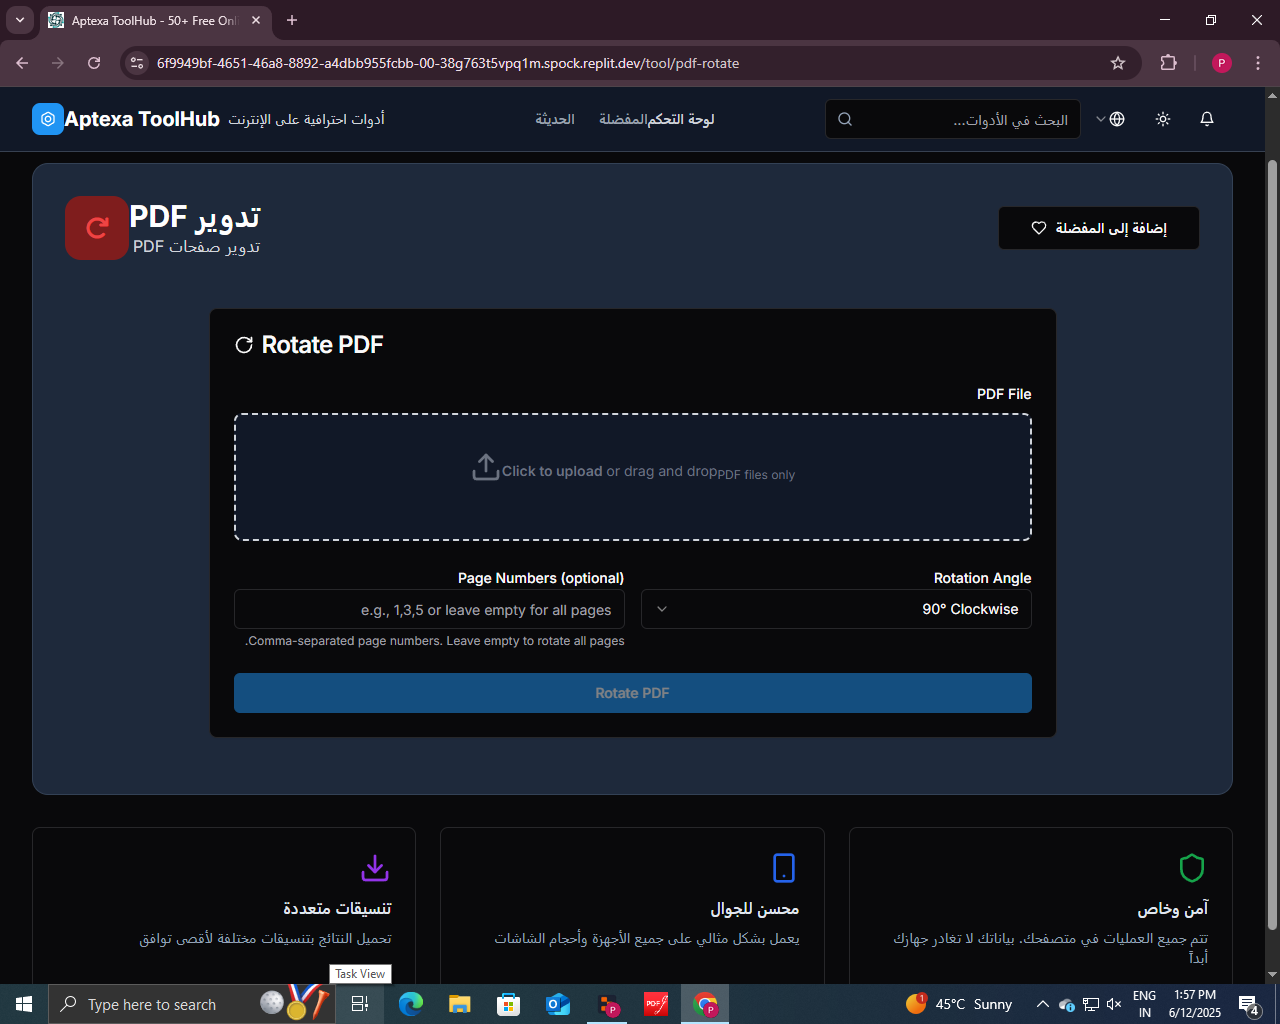 Aptexa ToolHub - 50+ Free Onl
6f9949bf-4651-46a8-8892-a4dbb955fcbb-00-38g763t5vpq1m.spock.replit.dev/tool/pdf-rotate
P
Aptexa ToolHub
أدوات احترافية على الإنترنت
لوحة التحكم
المفضلة
الحديثة
البحث في الأدوات...
تدوير PDF
تدوير صفحات PDF
إضافة إلى المفضلة
Rotate PDF
PDF File
Click to upload or drag and drop
PDF files only
Page Numbers (optional)
Rotation Angle
e.g., 1,3,5 or leave empty for all pages
90° Clockwise
.Comma-separated page numbers. Leave empty to rotate all pages
Rotate PDF
آمن وخاص
تتم جميع العمليات في متصفحك. بياناتك لا تغادر جهازك
أبداً
محسن للجوال
يعمل بشكل مثالي على جميع الأجهزة وأحجام الشاشات
تنسيقات متعددة
تحميل النتائج بتنسيقات مختلفة لأقصى توافق
Task View
Type here to search
P
PDF
P
1
45°C Sunny
ENG
IN
1:57 PM
6/12/2025
4